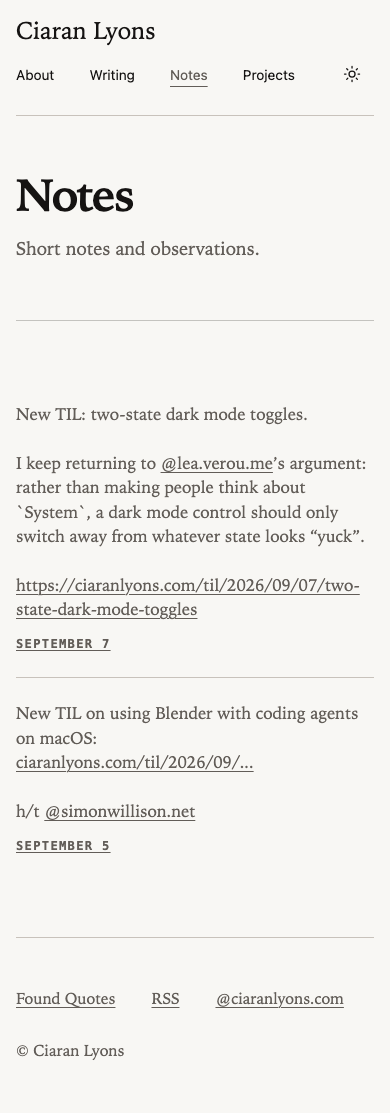 Ciaran Lyons
About Writing Notes Projects
Notes
Short notes and observations.
New TIL: two-state dark mode toggles.
I keep returning to @lea.verou.me’s argument:
rather than making people think about
`System`, a dark mode control should only
switch away from whatever state looks “yuck”.
https://ciaranlyons.com/til/2026/09/07/two-
state-dark-mode-toggles
SEPTEMBER 7
New TIL on using Blender with coding agents
on macOS:
ciaranlyons.com/til/2026/09/...
h/t @simonwillison.net
SEPTEMBER 5
Found Quotes RSS @ciaranlyons.com
© Ciaran Lyons